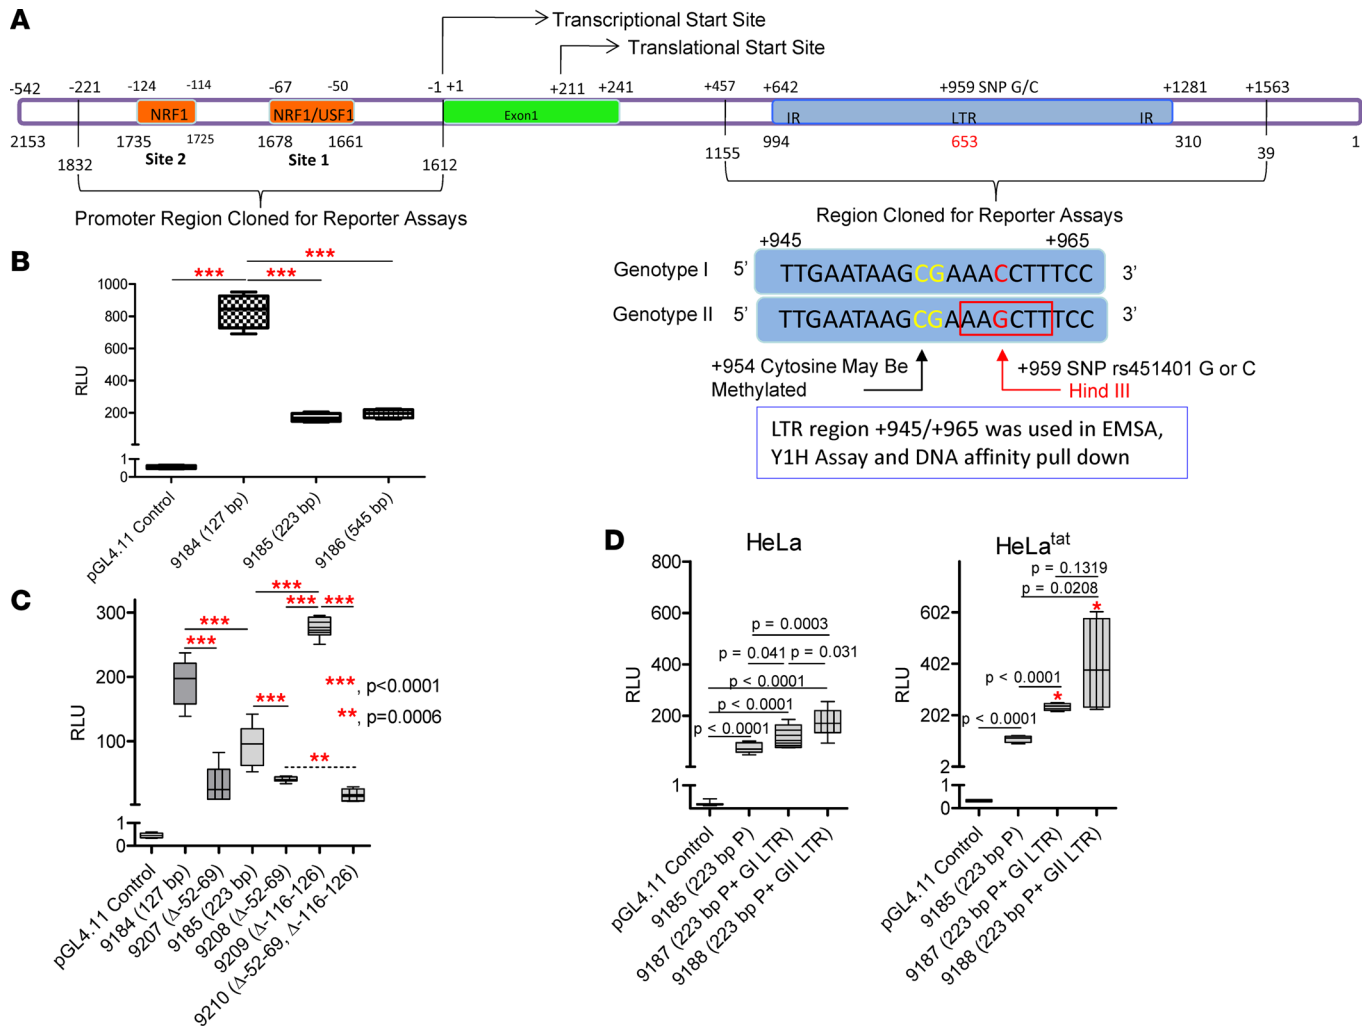 A
Transcriptional Start Site
Translational Start Site
-542 -221 -124 -114 -67 -50 -1 +1 +211 +241 +457 +642 +959 SNP G/C +1281 +1563
NRF1 NRF1/USF1 Exon1 IR LTR IR
2153 1735 1725 1678 1661 994 653 310 1
Site 2 Site 1
1832 1612 1155 39
Promoter Region Cloned for Reporter Assays
Region Cloned for Reporter Assays
+945 +965
Genotype I 5’ TTGAATAAGCGAAACCTTTCC 3’
Genotype II 5’ TTGAATAAGCGAAAGCTTTCC 3’
+954 Cytosine May Be
Methylated
+959 SNP rs451401 G or C
Hind III
LTR region +945/+965 was used in EMSA,
Y1H Assay and DNA affinity pull down
B
***
*** ***
RLU
1000
800
600
400
200
1
0
pGL4.11 Control
9184 (127 bp)
9185 (223 bp)
9186 (545 bp)
C
***
*** *** ***
***
***
**
***, p<0.0001
**, p=0.0006
RLU
300
200
100
1
0
pGL4.11 Control
9184 (127 bp)
9207 (Δ-52-69)
9185 (223 bp)
9208 (Δ-52-69)
9209 (Δ-116-126)
9210 (Δ-52-69, Δ-116-126)
D
HeLa
RLU
800
600
400
200
1
p = 0.0003
p = 0.041 p = 0.031
p < 0.0001
p < 0.0001
p < 0.0001
pGL4.11 Control
9185 (223 bp P)
9187 (223 bp P+ GI LTR)
9188 (223 bp P+ GII LTR)
HeLatat
RLU
602
402
202
2
1
0
p = 0.1319
p = 0.0208
*
p < 0.0001
*
p < 0.0001
pGL4.11 Control
9185 (223 bp P)
9187 (223 bp P+ GI LTR)
9188 (223 bp P+ GII LTR)